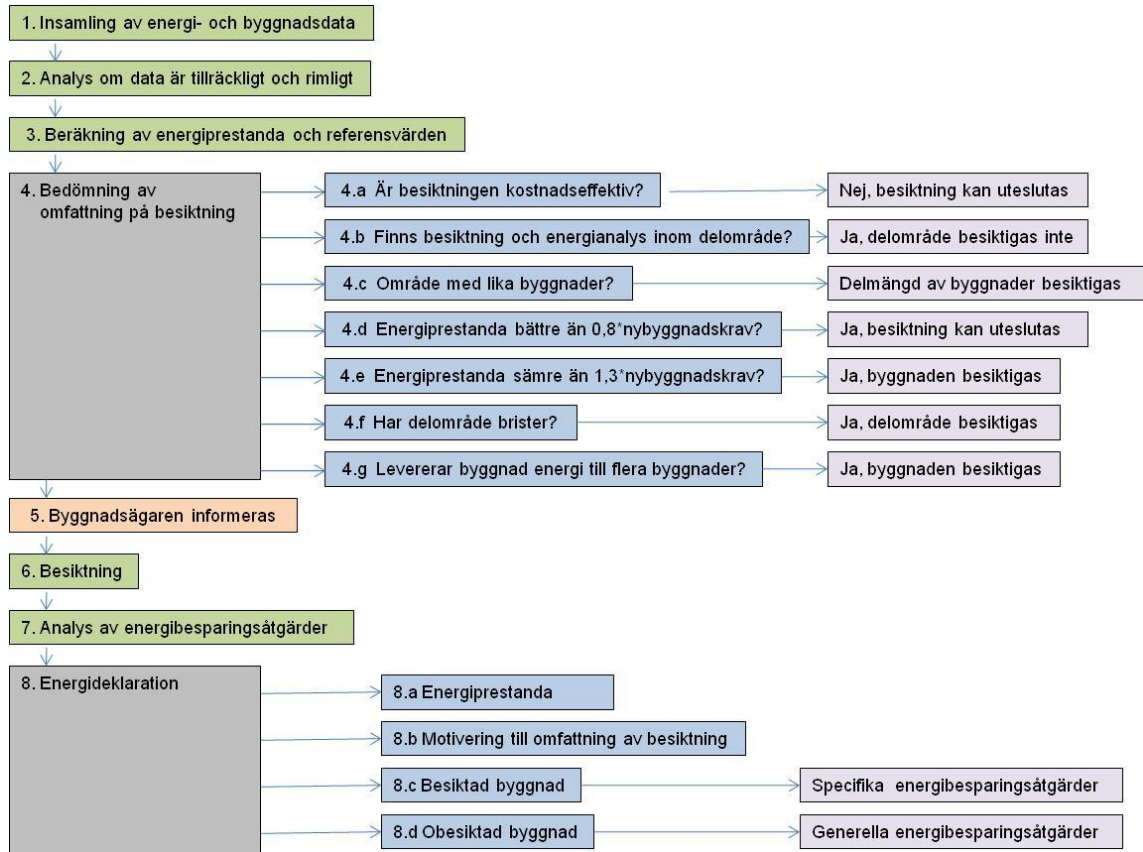 1. Insamling av energi- och byggnadsdata
2. Analys om data är tillräckligt och rimligt
3. Beräkning av energiprestanda och referensvärden
4. Bedömning av
omfattning på besiktning
4.a Är besiktningen kostnadseffektiv?
Nej, besiktning kan uteslutas
4.b Finns besiktning och energianalys inom delområde?
Ja, delområde besiktigas inte
4.c Område med lika byggnader?
Delmängd av byggnader besiktigas
4.d Energiprestanda bättre än 0,8*nybyggnadskrav?
Ja, besiktning kan uteslutas
4.e Energiprestanda sämre än 1,3*nybyggnadskrav?
Ja, byggnaden besiktigas
4.f Har delområde brister?
Ja, delområde besiktigas
4.g Levererar byggnad energi till flera byggnader?
Ja, byggnaden besiktigas
5. Byggnadsägaren informeras
6. Besiktning
7. Analys av energibesparingsåtgärder
8. Energideklaration
8.a Energiprestanda
8.b Motivering till omfattning av besiktning
8.c Besiktad byggnad
Specifika energibesparingsåtgärder
8.d Obesiktad byggnad
Generella energibesparingsåtgärder